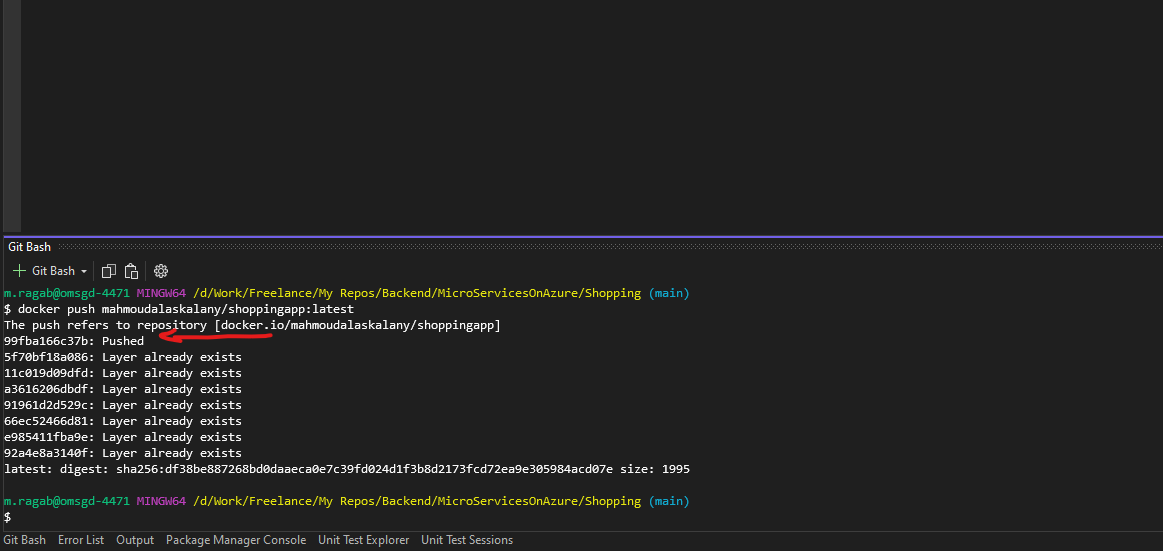 Git Bash
Git Bash
m.ragab@omsgd-4471 MINGW64 /d/Work/Freelance/My Repos/Backend/MicroServicesOnAzure/Shopping (main)
$ docker push mahmoudalaskalany/shoppingapp:latest
The push refers to repository [docker.io/mahmoudalaskalany/shoppingapp]
99fba166c37b: Pushed
5f70bf18a086: Layer already exists
11c019d09dfd: Layer already exists
a3616206dbdf: Layer already exists
91961d2d529c: Layer already exists
66ec52466d81: Layer already exists
e985411fba9e: Layer already exists
92a4e8a3140f: Layer already exists
latest: digest: sha256:df38be887268bd0daaeca0e7c39fd024d1f3b8d2173fcd72ea9e305984acd07e size: 1995
m.ragab@omsgd-4471 MINGW64 /d/Work/Freelance/My Repos/Backend/MicroServicesOnAzure/Shopping (main)
$
Git Bash Error List Output Package Manager Console Unit Test Explorer Unit Test Sessions